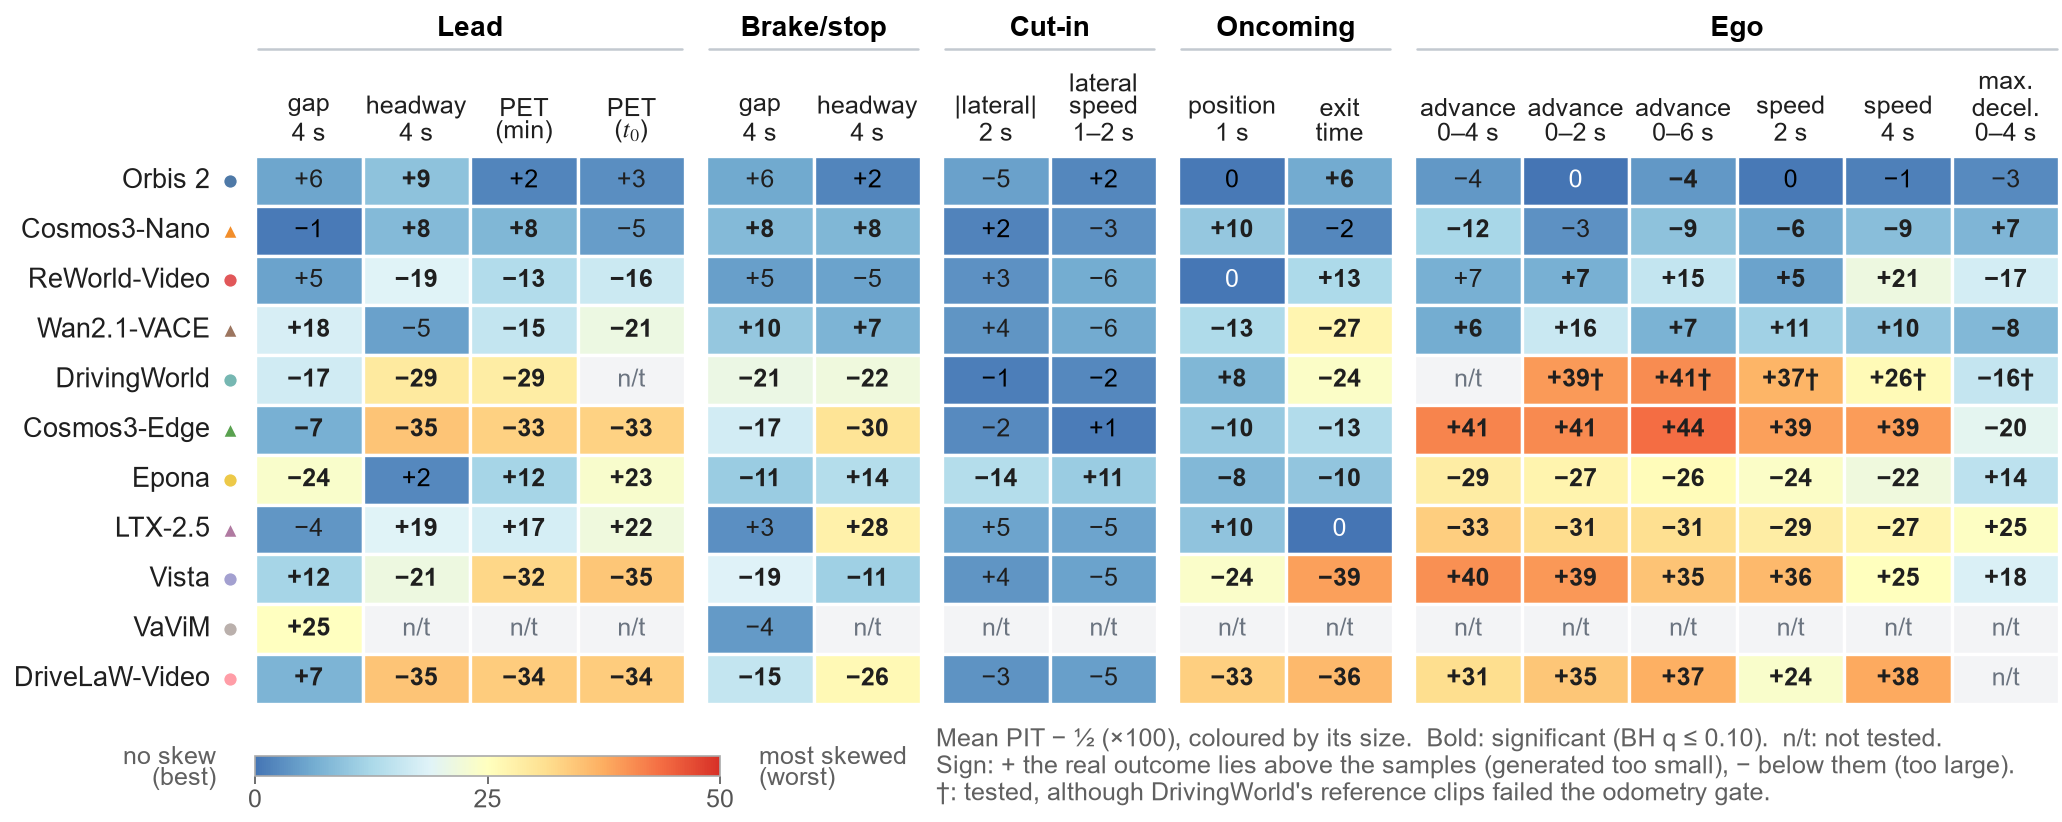 Lead Brake/stop Cut-in Oncoming Ego
gap 4 s headway 4 s PET (min) PET (t₀) gap 4 s headway 4 s |lateral| 2 s lateral speed 1–2 s position 1 s exit time advance 0–4 s advance 0–2 s advance 0–6 s speed 2 s speed 4 s max. decel. 0–4 s
Orbis 2 +6 +9 +2 +3 +6 +2 −5 +2 0 +6 −4 0 −4 0 −1 −3
Cosmos3-Nano −1 +8 +8 −5 +8 +8 +2 −3 +10 −2 −12 −3 −9 −6 −9 +7
ReWorld-Video +5 −19 −13 −16 +5 −5 +3 −6 0 +13 +7 +7 +15 +5 +21 −17
Wan2.1-VACE +18 −5 −15 −21 +10 +7 +4 −6 −13 −27 +6 +16 +7 +11 +10 −8
DrivingWorld −17 −29 −29 n/t −21 −22 −1 −2 +8 −24 n/t +39† +41† +37† +26† −16†
Cosmos3-Edge −7 −35 −33 −33 −17 −30 −2 +1 −10 −13 +41 +41 +44 +39 +39 −20
Epona −24 +2 +12 +23 −11 +14 −14 +11 −8 −10 −29 −27 −26 −24 −22 +14
LTX-2.5 −4 +19 +17 +22 +3 +28 +5 −5 +10 0 −33 −31 −31 −29 −27 +25
Vista +12 −21 −32 −35 −19 −11 +4 −5 −24 −39 +40 +39 +35 +36 +25 +18
VaViM +25 n/t n/t n/t −4 n/t n/t n/t n/t n/t n/t n/t n/t n/t n/t n/t
DriveLaW-Video +7 −35 −34 −34 −15 −26 −3 −5 −33 −36 +31 +35 +37 +24 +38 n/t
no skew
(best)
0 25 50
most skewed
(worst)
Mean PIT − ½ (×100), coloured by its size. Bold: significant (BH q ≤ 0.10). n/t: not tested.
Sign: + the real outcome lies above the samples (generated too small), − below them (too large).
†: tested, although DrivingWorld's reference clips failed the odometry gate.